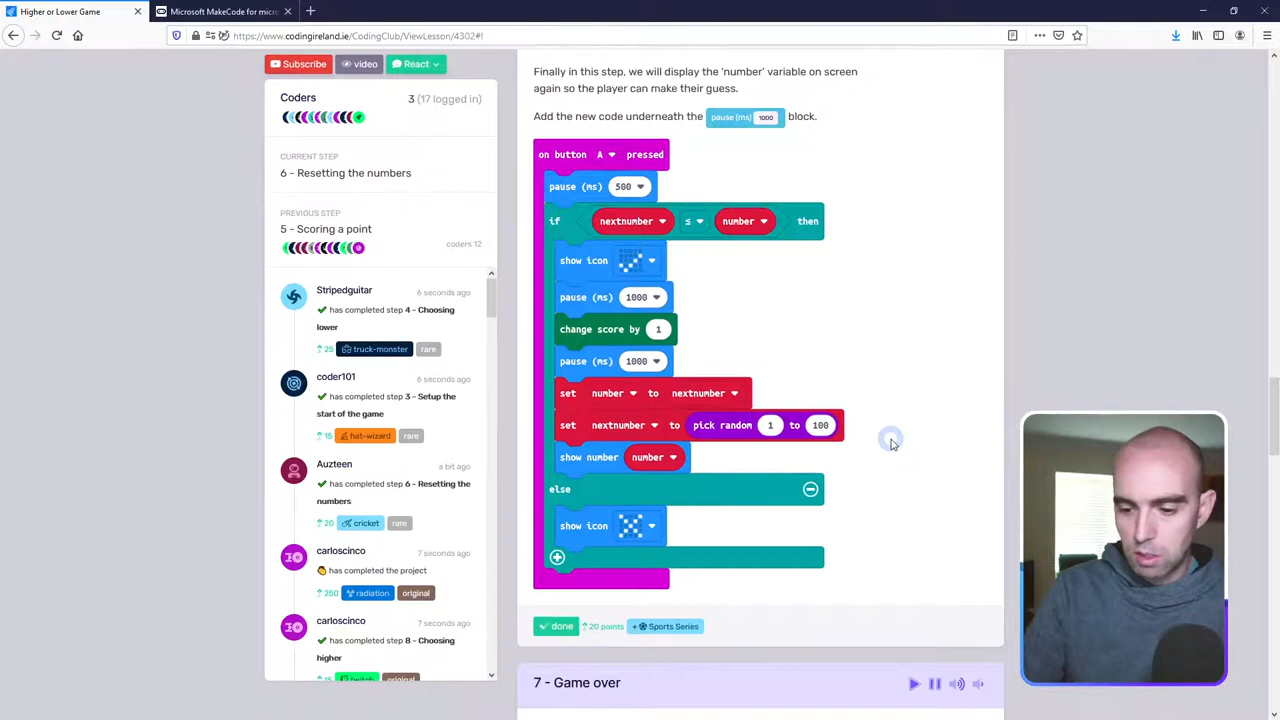 Higher or Lower Game
Microsoft MakeCode for micro
https://www.codingireland.ie/CodingClub/ViewLesson/4302#!
Subscribe
video
React
Coders
3 (17 logged in)
CURRENT STEP
6 - Resetting the numbers
PREVIOUS STEP
5 - Scoring a point
coders 12
Stripedguitar
6 seconds ago
has completed step 4 - Choosing
lower
25 truck-monster rare
coder101
6 seconds ago
has completed step 3 - Setup the
start of the game
15 hat-wizard rare
Auzteen
a bit ago
has completed step 6 - Resetting the
numbers
20 cricket rare
carloscinco
7 seconds ago
has completed the project
250 radiation original
carloscinco
7 seconds ago
has completed step 8 - Choosing
higher
15 twitch original
Finally in this step, we will display the 'number' variable on screen
again so the player can make their guess.
Add the new code underneath the pause (ms) 1000 block.
on button A pressed
pause (ms) 500
if nextnumber ≤ number then
show icon
pause (ms) 1000
change score by 1
pause (ms) 1000
set number to nextnumber
set nextnumber to pick random 1 to 100
show number number
else
show icon
done 20 points + Sports Series
7 - Game over